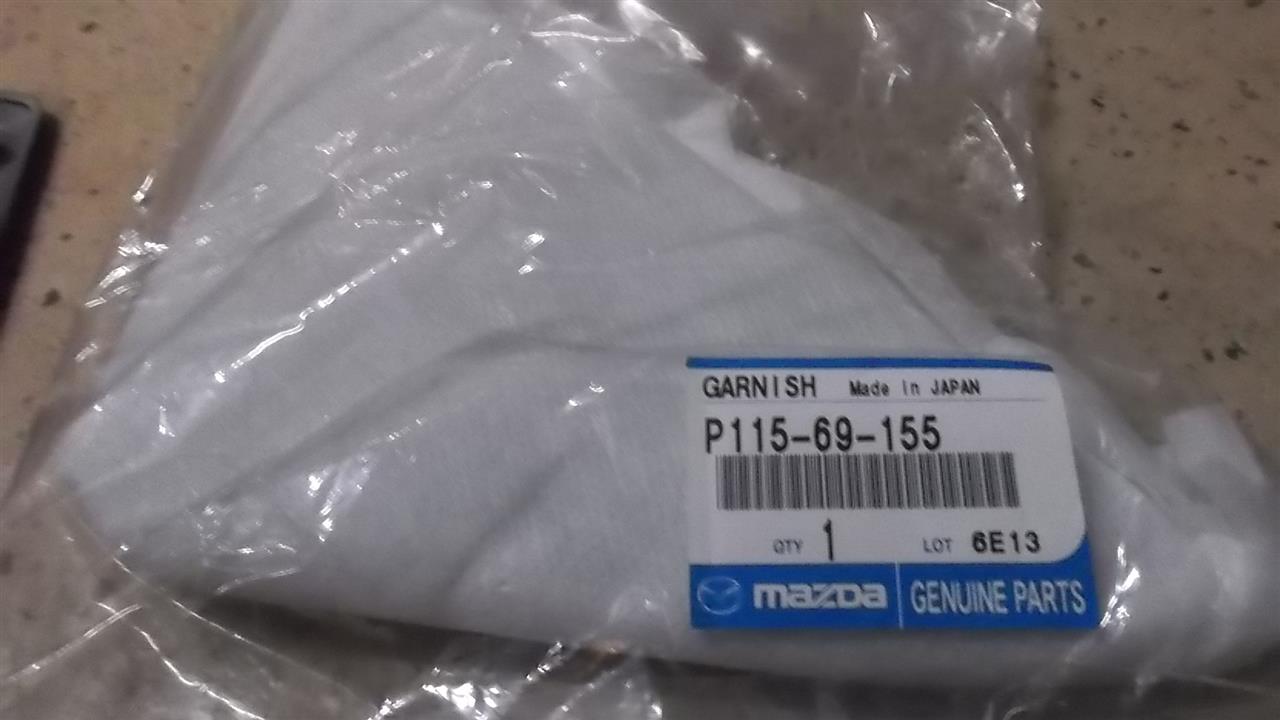 GARNISH Made in JAPAN
P115-69-155
QTY 1 LOT 6E13
mazda GENUINE PARTS